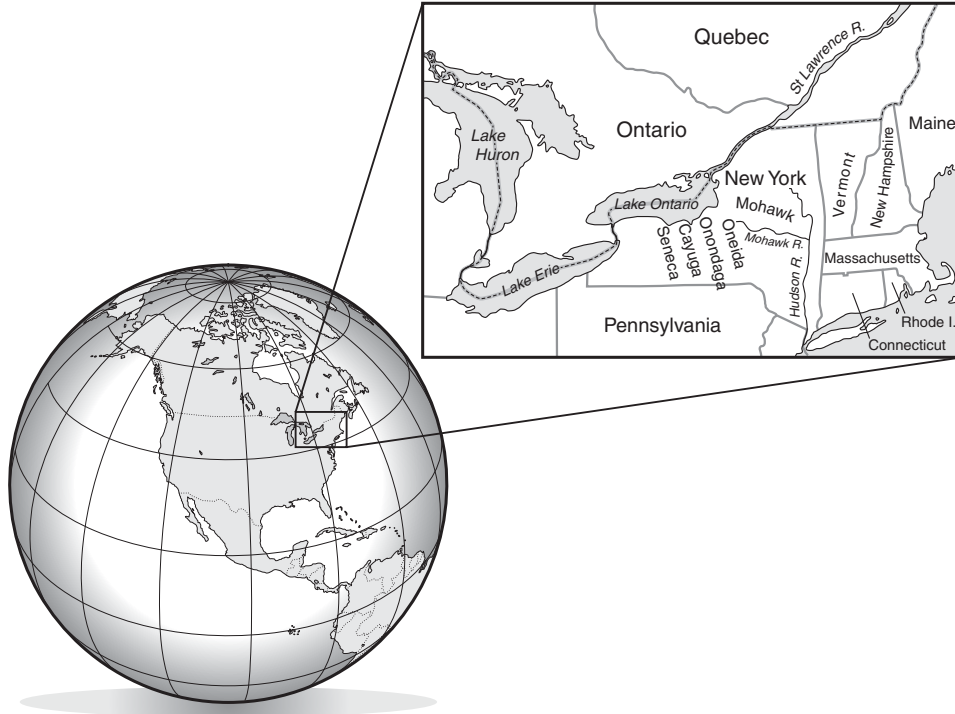 Quebec
St Lawrence R.
Ontario
Maine
Lake
Huron
New York
Vermont
New Hampshire
Lake Ontario
Mohawk
Seneca
Cayuga
Onondaga
Oneida
Mohawk R.
Hudson R.
Massachusetts
Lake Erie
Pennsylvania
Rhode I.
Connecticut